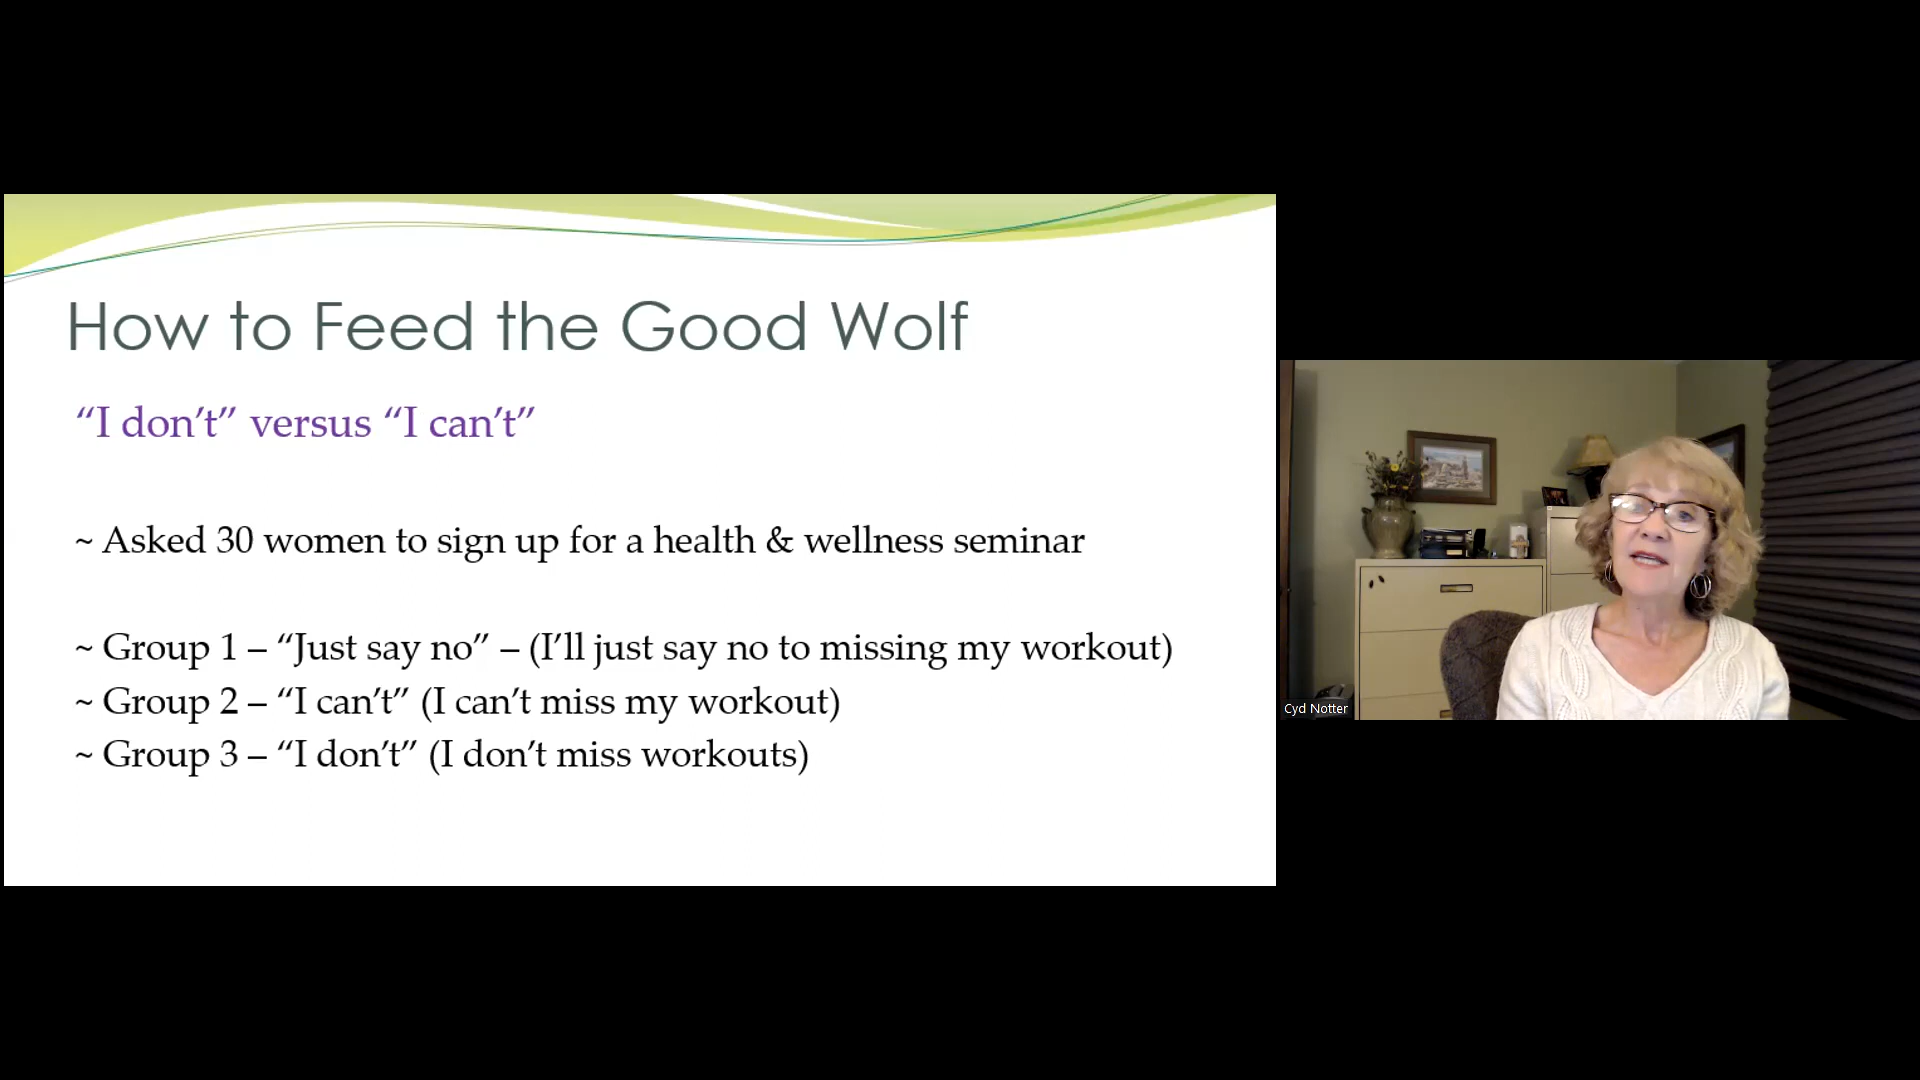 How to Feed the Good Wolf
“I don’t” versus “I can’t”
~ Asked 30 women to sign up for a health & wellness seminar
~ Group 1 – “Just say no” – (I’ll just say no to missing my workout)
~ Group 2 – “I can’t” (I can’t miss my workout)
~ Group 3 – “I don’t” (I don’t miss workouts)
Cyd Notter